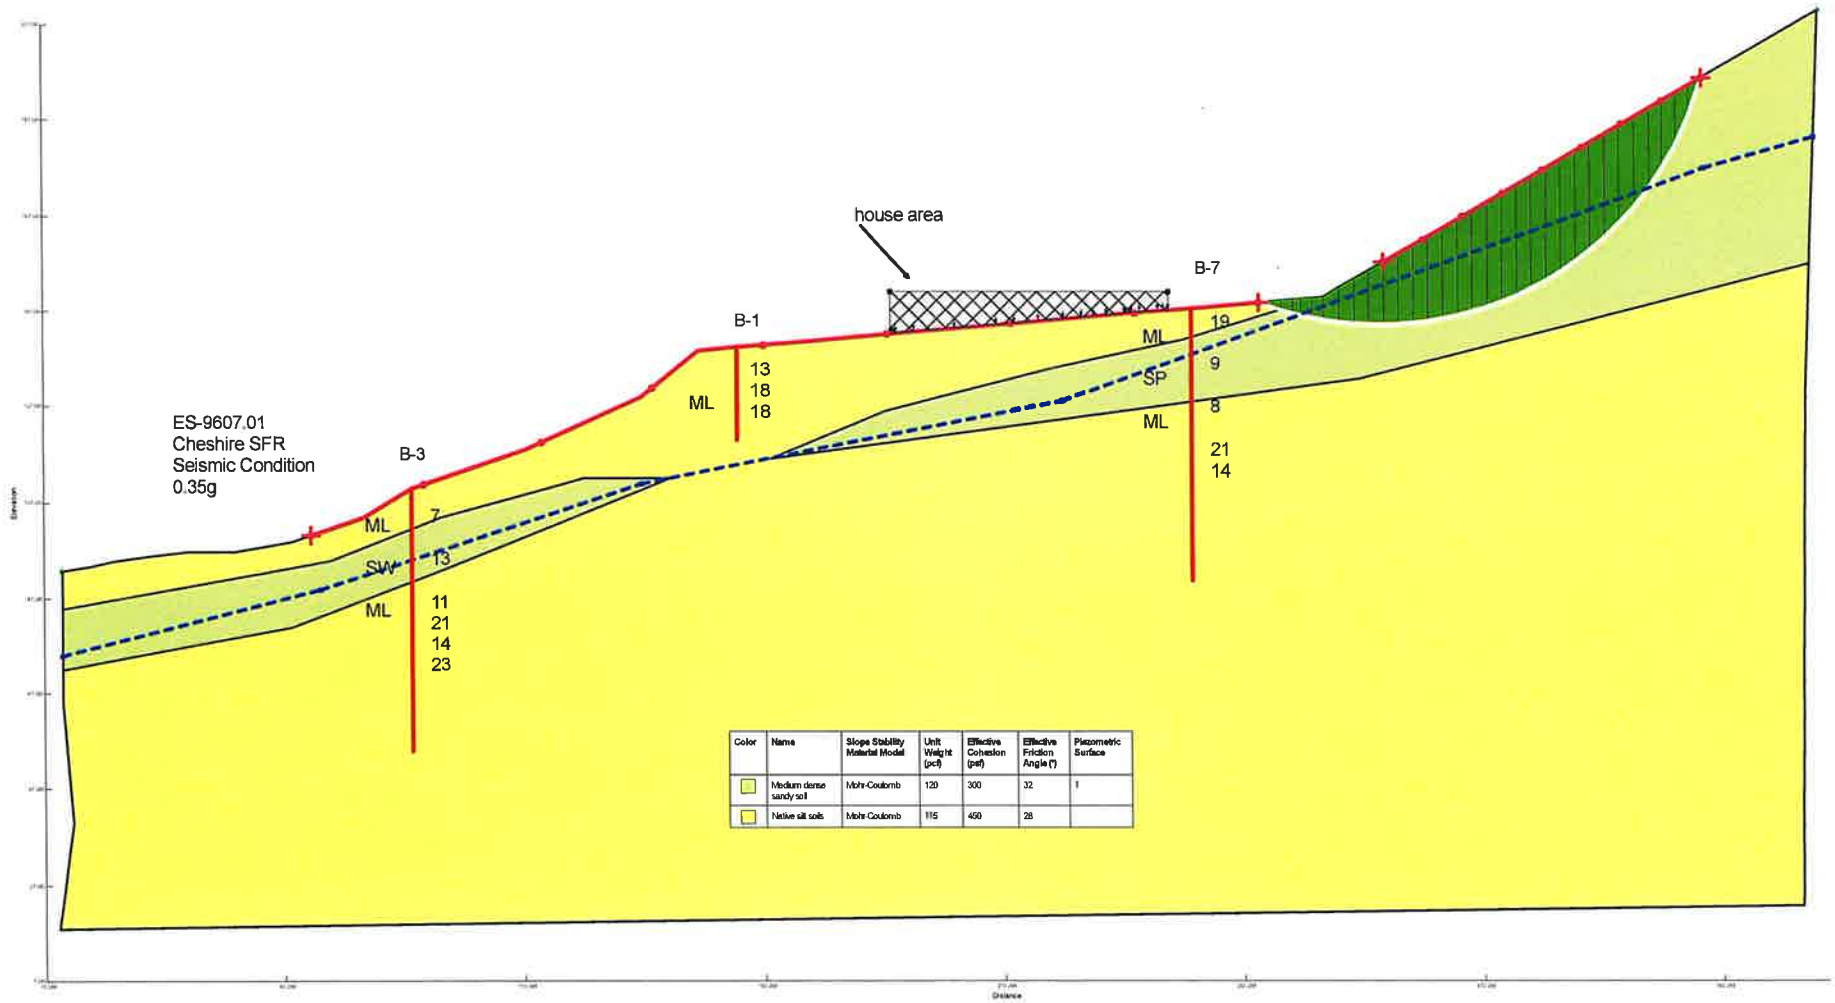 house area
B-7
B-1
19
ML
13
9
18
SP
ML
18
8
ML
ES-9607.01
Cheshire SFR
Seismic Condition
0.35g
B-3
21
14
7
ML
13
SW
11
ML
21
14
23
Color Name Slope Stability Material Model Unit Weight (pcf) Effective Cohesion (psf) Effective Friction Angle (°) Piezometric Surface
Medium dense sandy soil Mohr-Coulomb 120 300 32 1
Native silt soils Mohr-Coulomb 115 450 28
Elevation
Distance